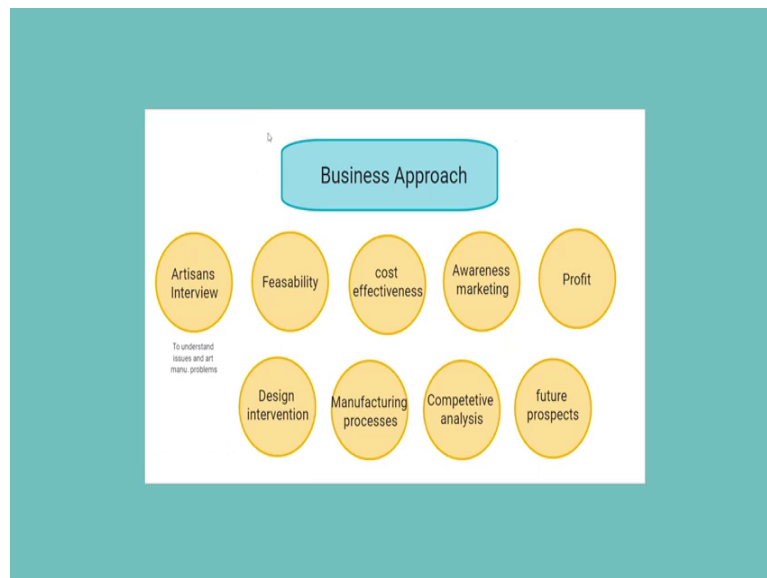 Business Approach
Artisans
Interview
Feasability
cost
effectiveness
Awareness
marketing
Profit
To understand
issues and art
manu. problems
Design
intervention
Manufacturing
processes
Competetive
analysis
future
prospects